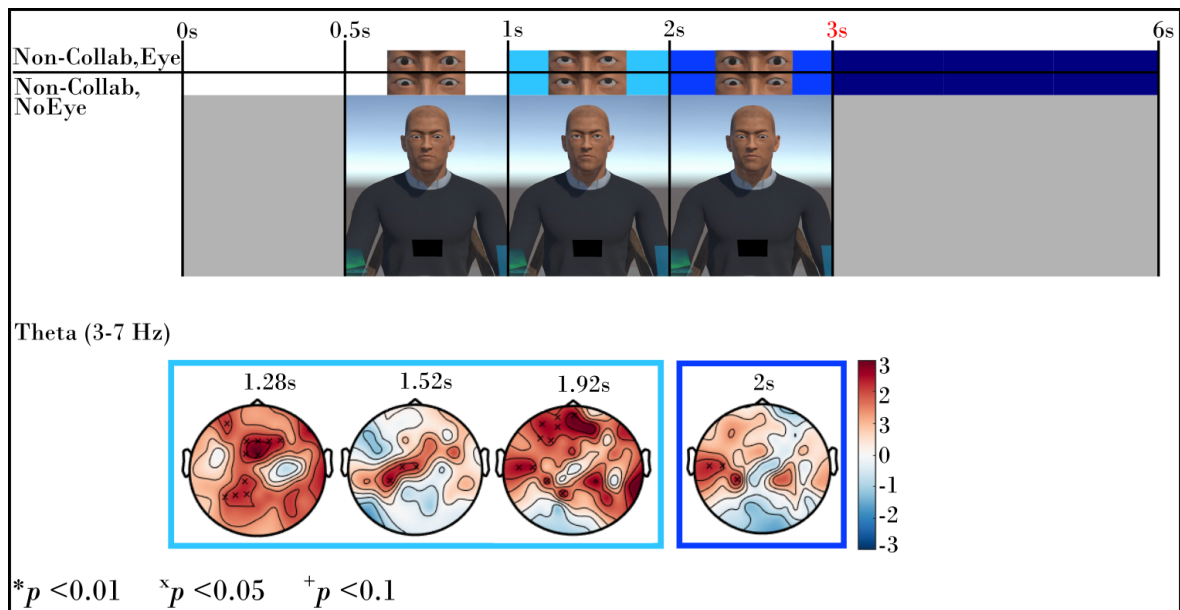 0s 0.5s 1s 2s 3s 6s
Non-Collab,Eye
Non-Collab,
NoEye
Theta (3-7 Hz)
1.28s 1.52s 1.92s 2s
3
2
3
0
-1
-2
-3
*p <0.01 xp <0.05 +p <0.1